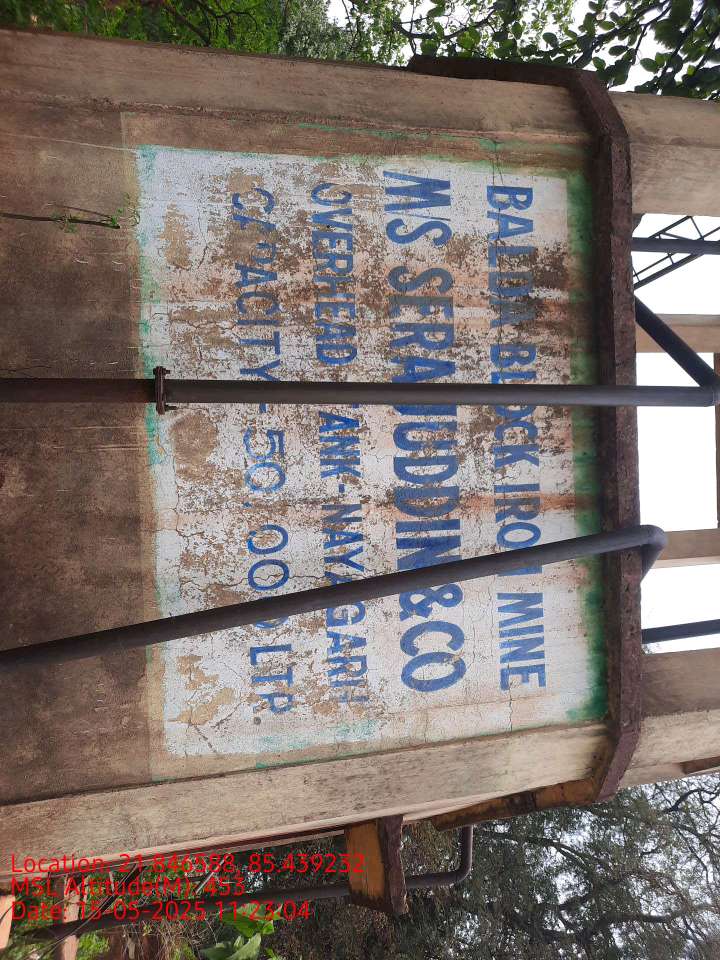 BALDA BLOCK IRON MINE
M/S SERAJUDDIN & CO
OVERHEAD TANK-NAYAGARH
CAPACITY-50,000 LTR
Location: 21.846588, 85.439232
MSL Altitude(M): 453
Date: 15-05-2025 11:23:04